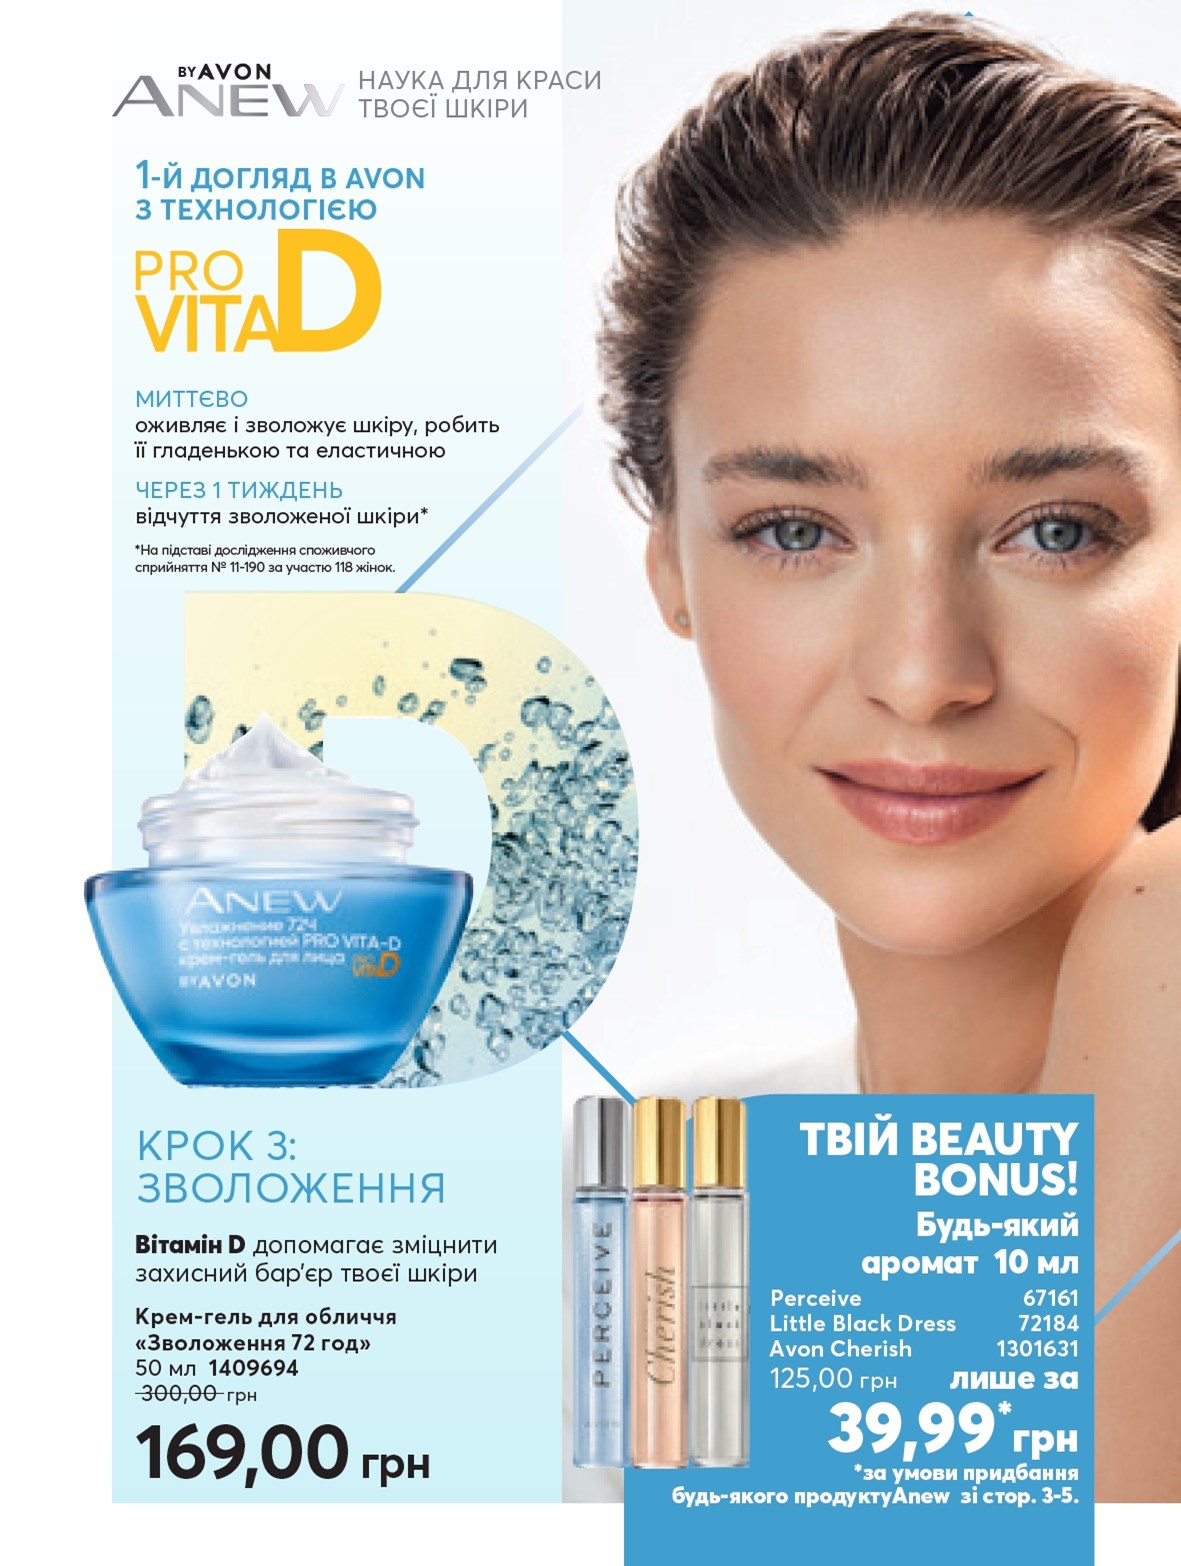 BY AVON
ANEW
НАУКА ДЛЯ КРАСИ
ТВОЄЇ ШКІРИ
1-Й ДОГЛЯД В AVON
З ТЕХНОЛОГІЄЮ
PRO
VITA D
МИТТЄВО
оживляє і зволожує шкіру, робить
її гладенькою та еластичною
ЧЕРЕЗ 1 ТИЖДЕНЬ
відчуття зволоженої шкіри*
*На підставі дослідження споживчого
сприйняття № 11-190 за участю 118 жінок.
ANEW
Увлажнение 72Ч
с технологией PRO VITA-D
крем-гель для лица
PRO
VITA D
BY AVON
КРОК 3:
ЗВОЛОЖЕННЯ
Вітамін D допомагає зміцнити
захисний бар'єр твоєї шкіри
Крем-гель для обличчя
«Зволоження 72 год»
50 мл 1409694
300,00 грн
169,00 грн
PERCEIVE
AVON
Cherish
little
black
dress
ТВІЙ BEAUTY
BONUS!
Будь-який
аромат 10 мл
Perceive 67161
Little Black Dress 72184
Avon Cherish 1301631
125,00 грн лише за
39,99* грн
*за умови придбання
будь-якого продуктуAnew зі стор. 3-5.